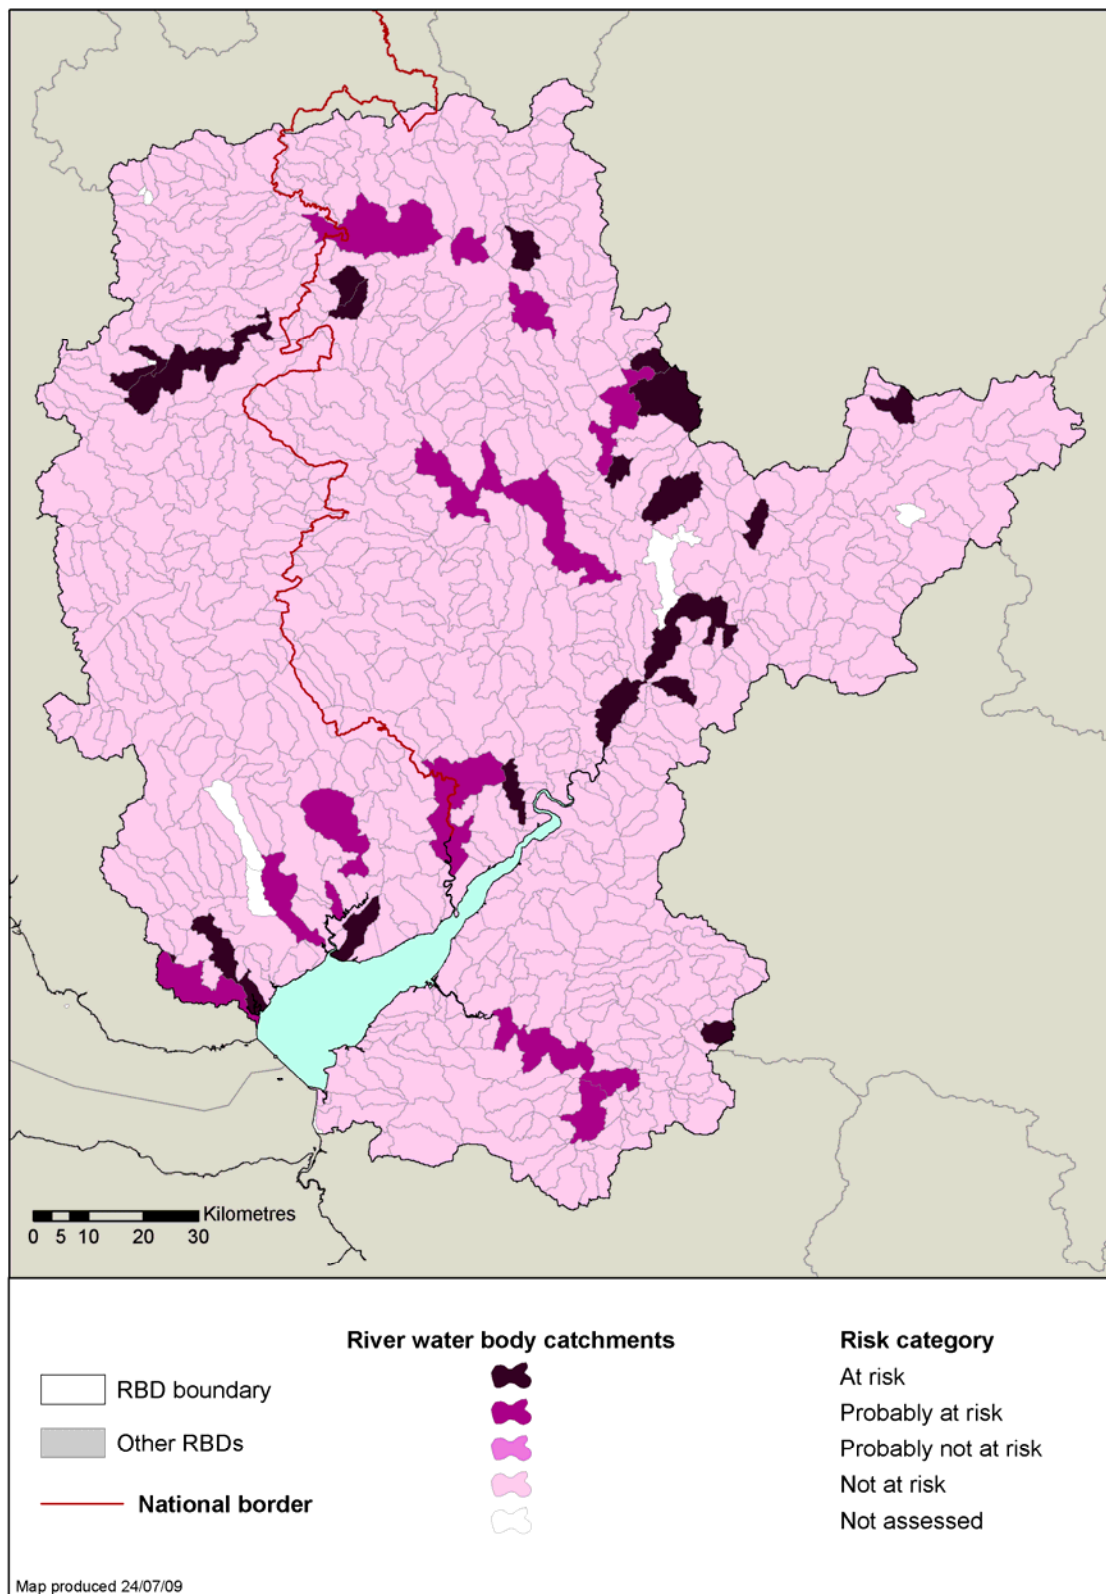 Kilometres
0 5 10 20 30
River water body catchments
Risk category
RBD boundary
Other RBDs
National border
At risk
Probably at risk
Probably not at risk
Not at risk
Not assessed
Map produced 24/07/09